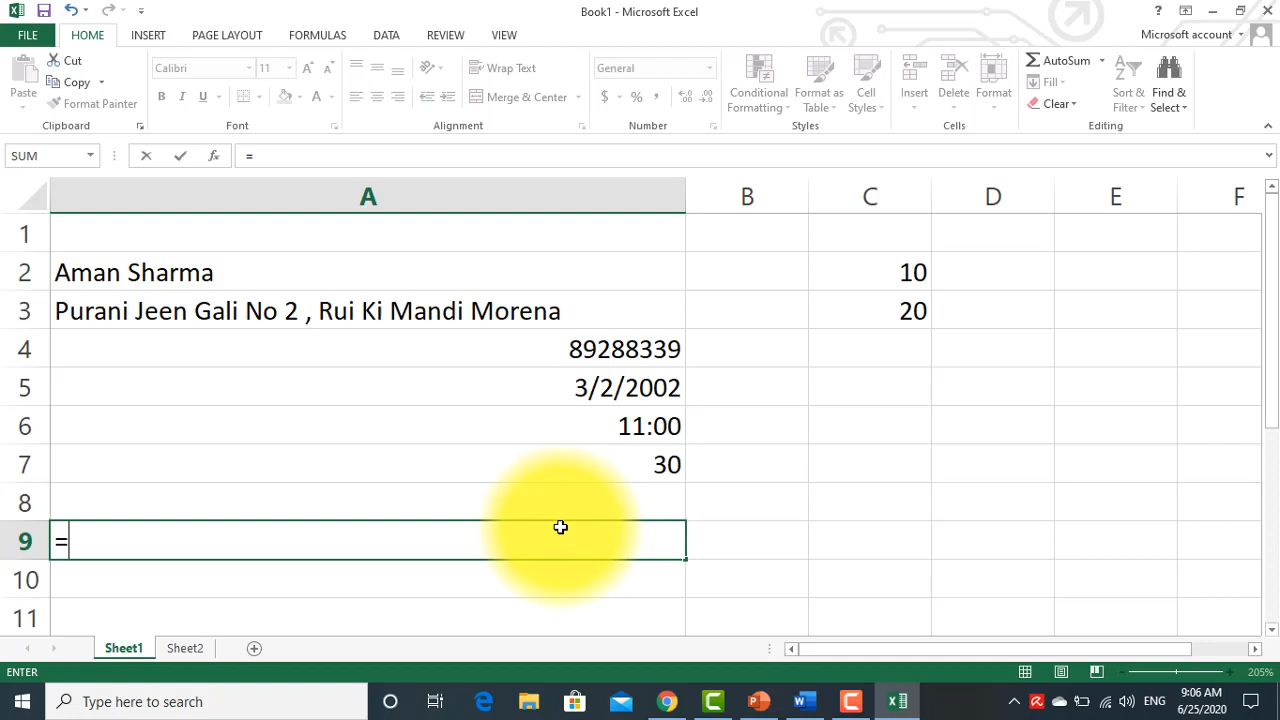 Book1 - Microsoft Excel
?
FILE HOME INSERT PAGE LAYOUT FORMULAS DATA REVIEW VIEW Microsoft account
Paste Cut Copy Format Painter
Clipboard
Calibri 11 A A
B I U A
Font
Wrap Text
Merge & Center
Alignment
General
$ % ,
Number
Conditional Formatting Format as Table Cell Styles
Styles
Insert Delete Format
Cells
AutoSum Fill Clear Sort & Filter Find & Select
Editing
SUM fx =
A B C D E F
1
2 Aman Sharma 10
3 Purani Jeen Gali No 2 , Rui Ki Mandi Morena 20
4 89288339
5 3/2/2002
6 11:00
7 30
8
9 =
10
11
Sheet1 Sheet2
ENTER 205%
Type here to search ENG 9:06 AM
6/25/2020